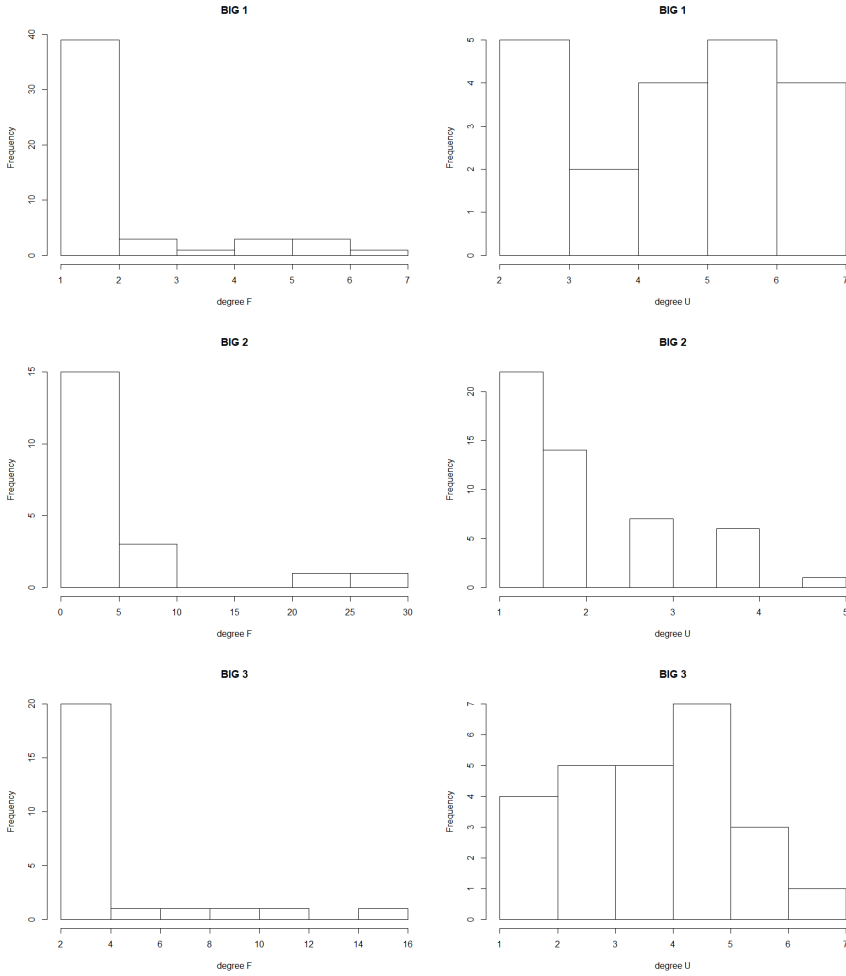 BIG 1
40
30
20
10
0
Frequency
1 2 3 4 5 6 7
degree F
BIG 1
5
4
3
2
1
0
Frequency
2 3 4 5 6 7
degree U
BIG 2
15
10
5
0
Frequency
0 5 10 15 20 25 30
degree F
BIG 2
20
15
10
5
0
Frequency
1 2 3 4 5
degree U
BIG 3
20
15
10
5
0
Frequency
2 4 6 8 10 12 14 16
degree F
BIG 3
7
6
5
4
3
2
1
0
Frequency
1 2 3 4 5 6 7
degree U